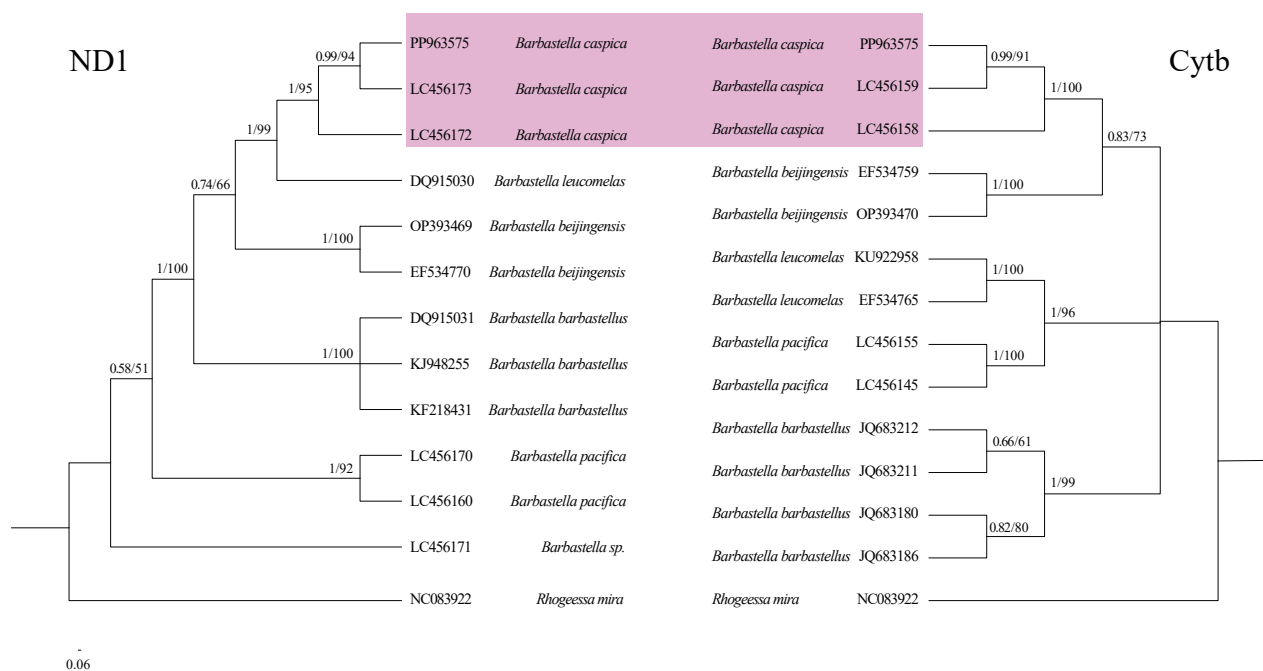 ND1
Cytb
PP963575 Barbastella caspica Barbastella caspica PP963575
0.99/94
0.99/91
LC456173 Barbastella caspica Barbastella caspica LC456159
1/95
1/100
LC456172 Barbastella caspica Barbastella caspica LC456158
1/99
0.83/73
DQ915030 Barbastella leucomelas Barbastella beijingensis EF534759
0.74/66
1/100
OP393469 Barbastella beijingensis Barbastella beijingensis OP393470
1/100
EF534770 Barbastella beijingensis Barbastella leucomelas KU922958
1/100
1/100
DQ915031 Barbastella barbastellus Barbastella leucomelas EF534765
1/96
KJ948255 Barbastella barbastellus Barbastella pacifica LC456155
1/100
1/100
0.58/51
KF218431 Barbastella barbastellus Barbastella pacifica LC456145
LC456170 Barbastella pacifica Barbastella barbastellus JQ683212
0.66/61
1/92
LC456160 Barbastella pacifica Barbastella barbastellus JQ683211
1/99
Barbastella barbastellus JQ683180
0.82/80
LC456171 Barbastella sp. Barbastella barbastellus JQ683186
NC083922 Rhogeessa mira Rhogeessa mira NC083922
0.06